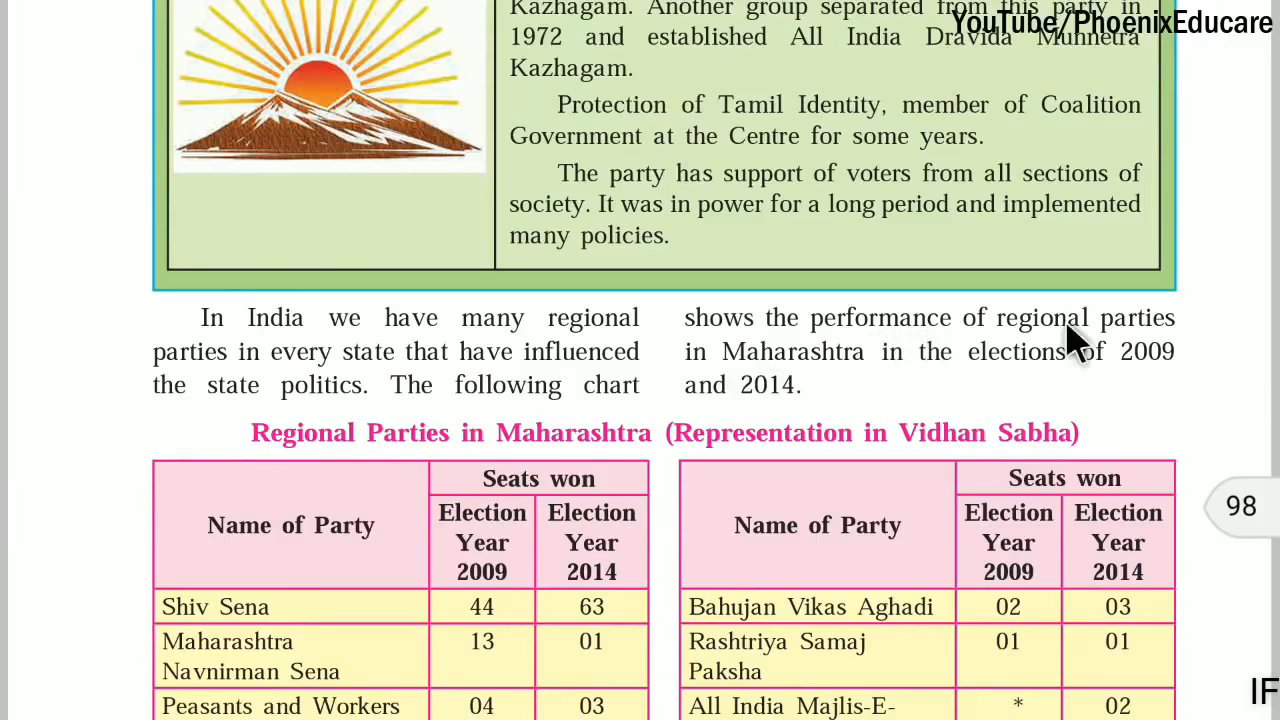 Kazhagam. Another group separated from this party in
YouTube/PhoenixEducare
1972 and established All India Dravida Munnetra
Kazhagam.
Protection of Tamil Identity, member of Coalition
Government at the Centre for some years.
The party has support of voters from all sections of
society. It was in power for a long period and implemented
many policies.
In India we have many regional
parties in every state that have influenced
the state politics. The following chart
shows the performance of regional parties
in Maharashtra in the elections of 2009
and 2014.
Regional Parties in Maharashtra (Representation in Vidhan Sabha)
Name of Party
Seats won
Election Year 2009
Election Year 2014
Shiv Sena 44 63
Maharashtra 13 01
Navnirman Sena
Peasants and Workers 04 03
Name of Party
Seats won
Election Year 2009
Election Year 2014
Bahujan Vikas Aghadi 02 03
Rashtriya Samaj 01 01
Paksha
All India Majlis-E- * 02
98
IF